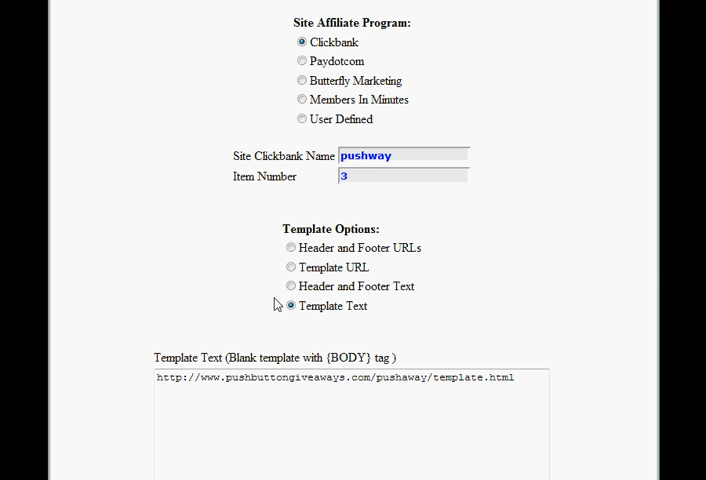 Site Affiliate Program:
Clickbank
Paydotcom
Butterfly Marketing
Members In Minutes
User Defined
Site Clickbank Name pushway
Item Number 3
Template Options:
Header and Footer URLs
Template URL
Header and Footer Text
Template Text
Template Text (Blank template with {BODY} tag )
http://www.pushbuttongiveaways.com/pushaway/template.html